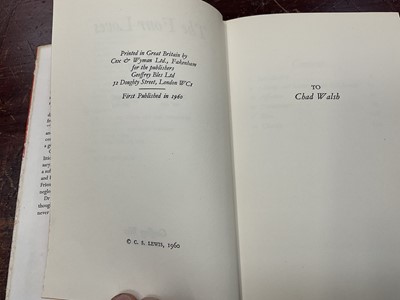 Printed in Great Britain by
Cox & Wyman Ltd., Fakenham
for the publishers
Geoffrey Bles Ltd
52 Doughty Street, London WC1
First Published in 1960
© C. S. LEWIS, 1960
TO
Chad Walsh